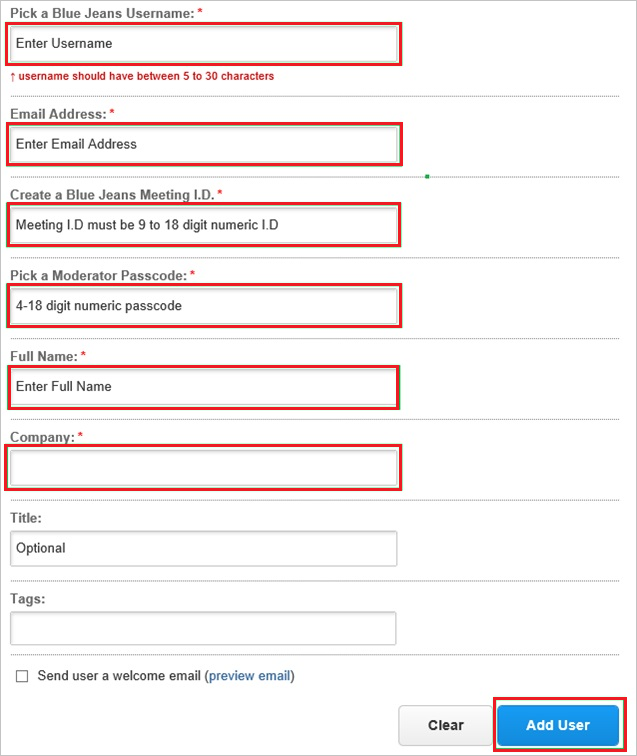 Pick a Blue Jeans Username: *
Enter Username
↑ username should have between 5 to 30 characters
Email Address: *
Enter Email Address
Create a Blue Jeans Meeting I.D. *
Meeting I.D must be 9 to 18 digit numeric I.D
Pick a Moderator Passcode: *
4-18 digit numeric passcode
Full Name: *
Enter Full Name
Company: *
Title:
Optional
Tags:
Send user a welcome email (preview email)
Clear Add User